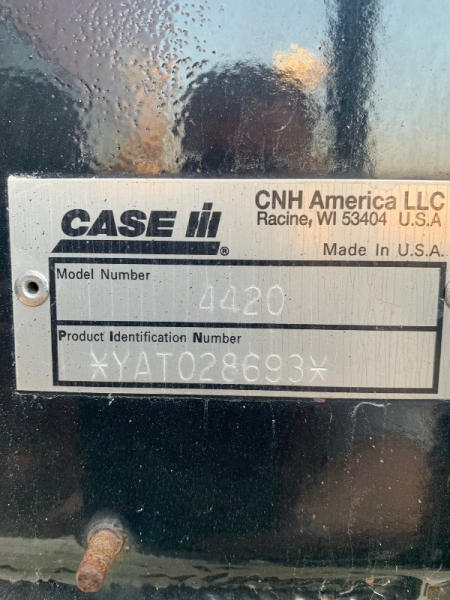 CNH America LLC
Racine, WI 53404 U.S.A
CASE IH®
Made In U.S.A.
Model Number
4420
Product Identification Number
*YAT028693*